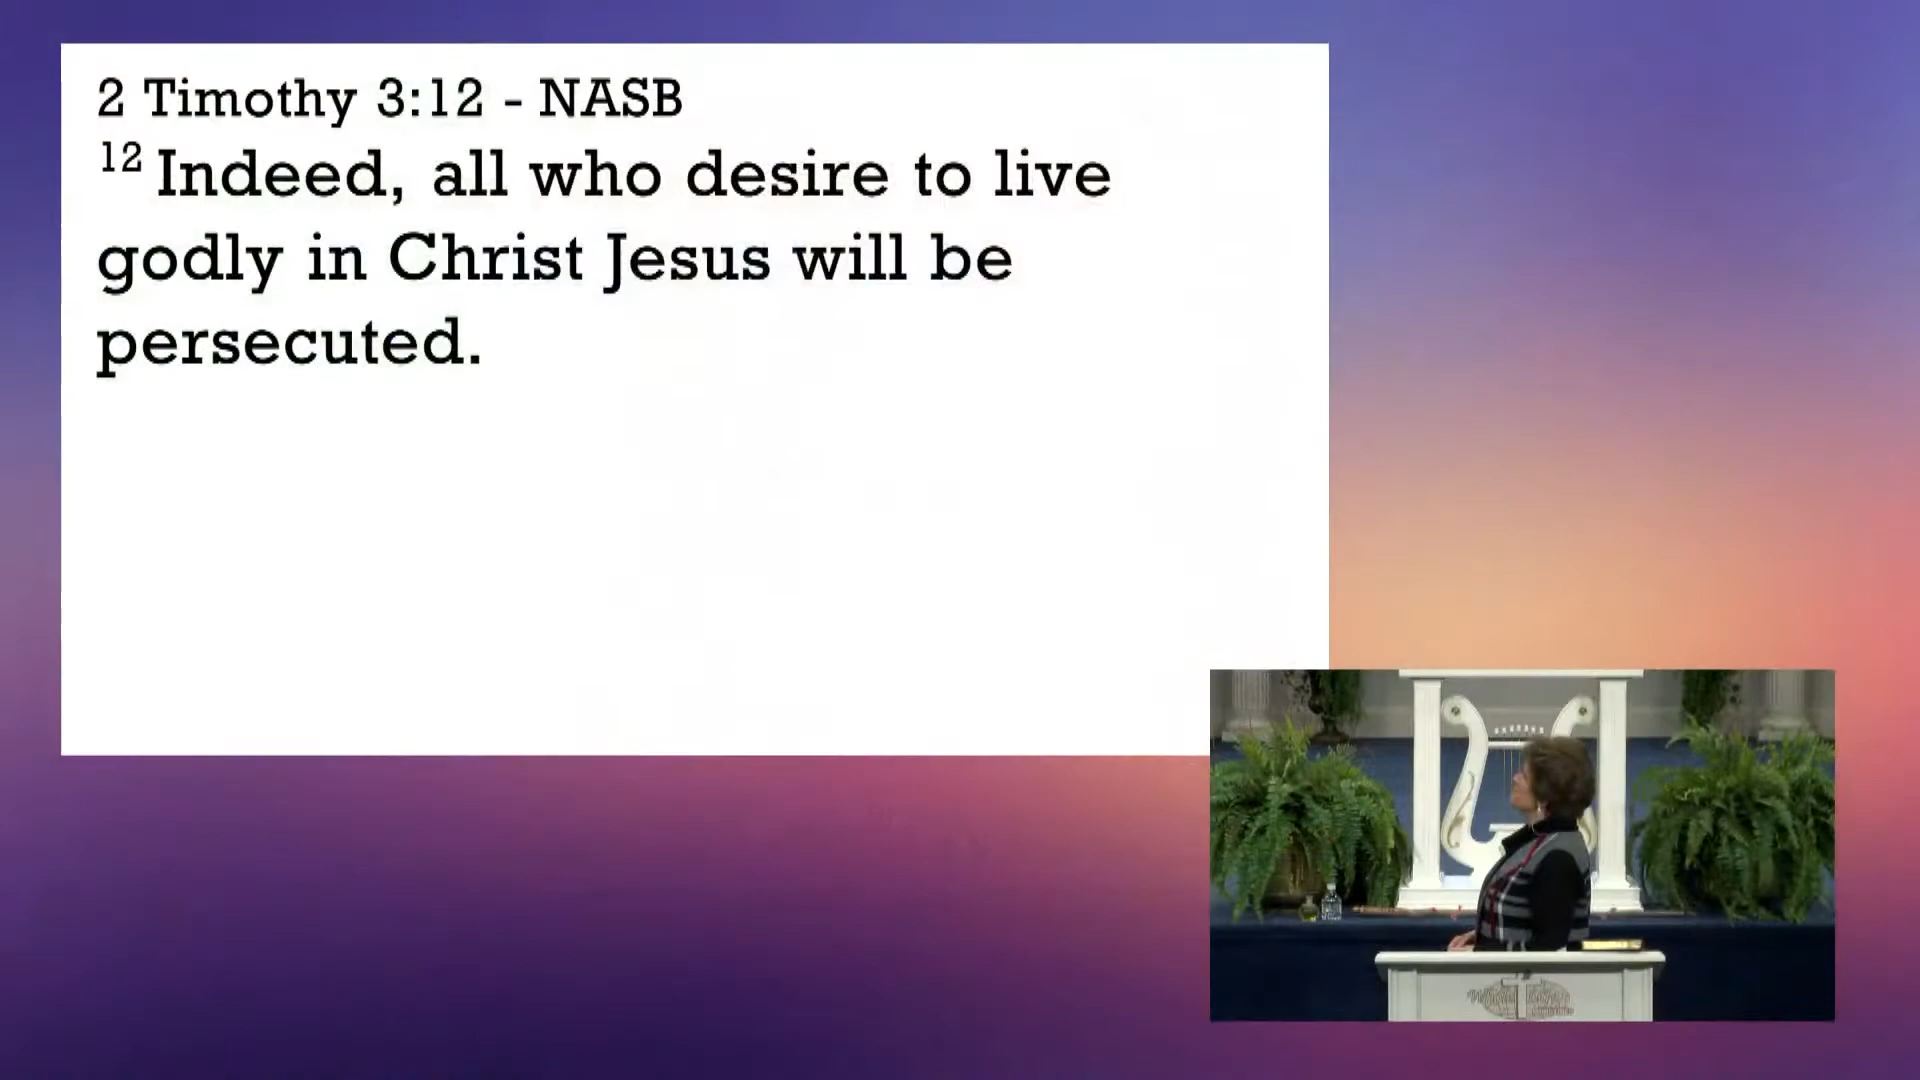 2 Timothy 3:12 - NASB
12 Indeed, all who desire to live
godly in Christ Jesus will be
persecuted.